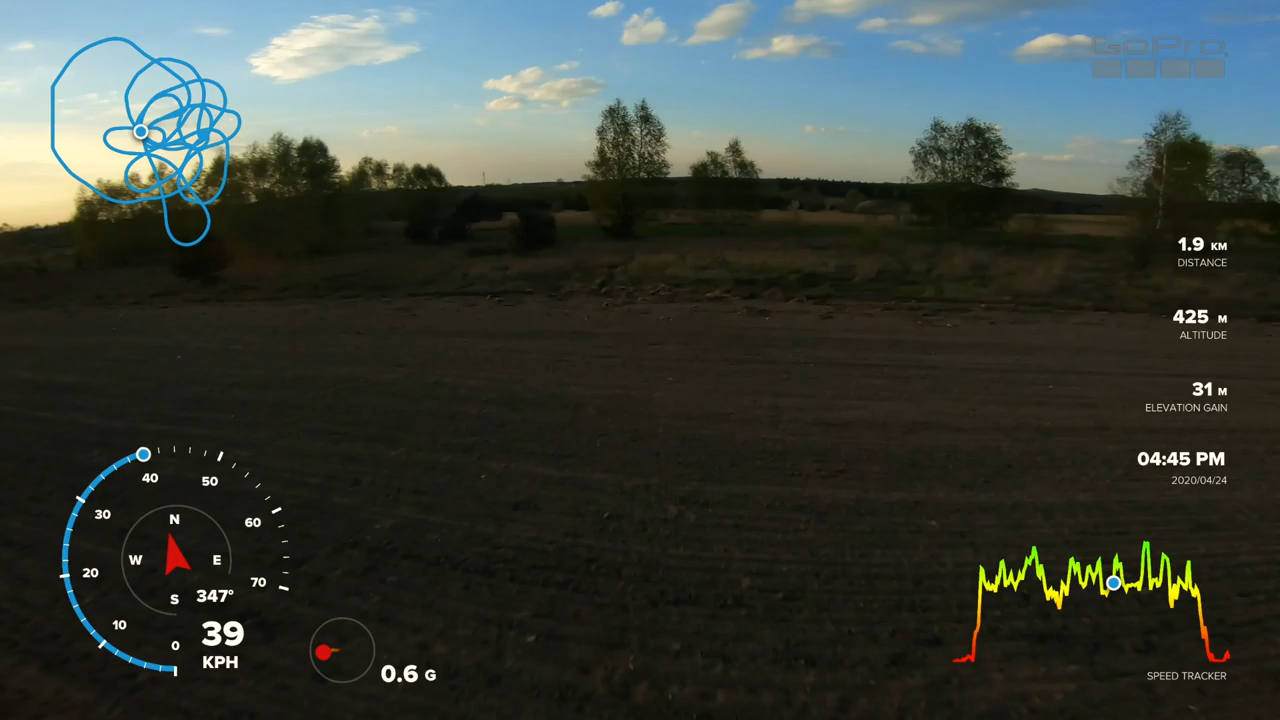 GoPro
1.9 KM
DISTANCE
425 M
ALTITUDE
31 M
ELEVATION GAIN
04:45 PM
2020/04/24
40
50
30
60
N
W
E
20
70
S
347°
10
39
0
KPH
0.6 G
SPEED TRACKER